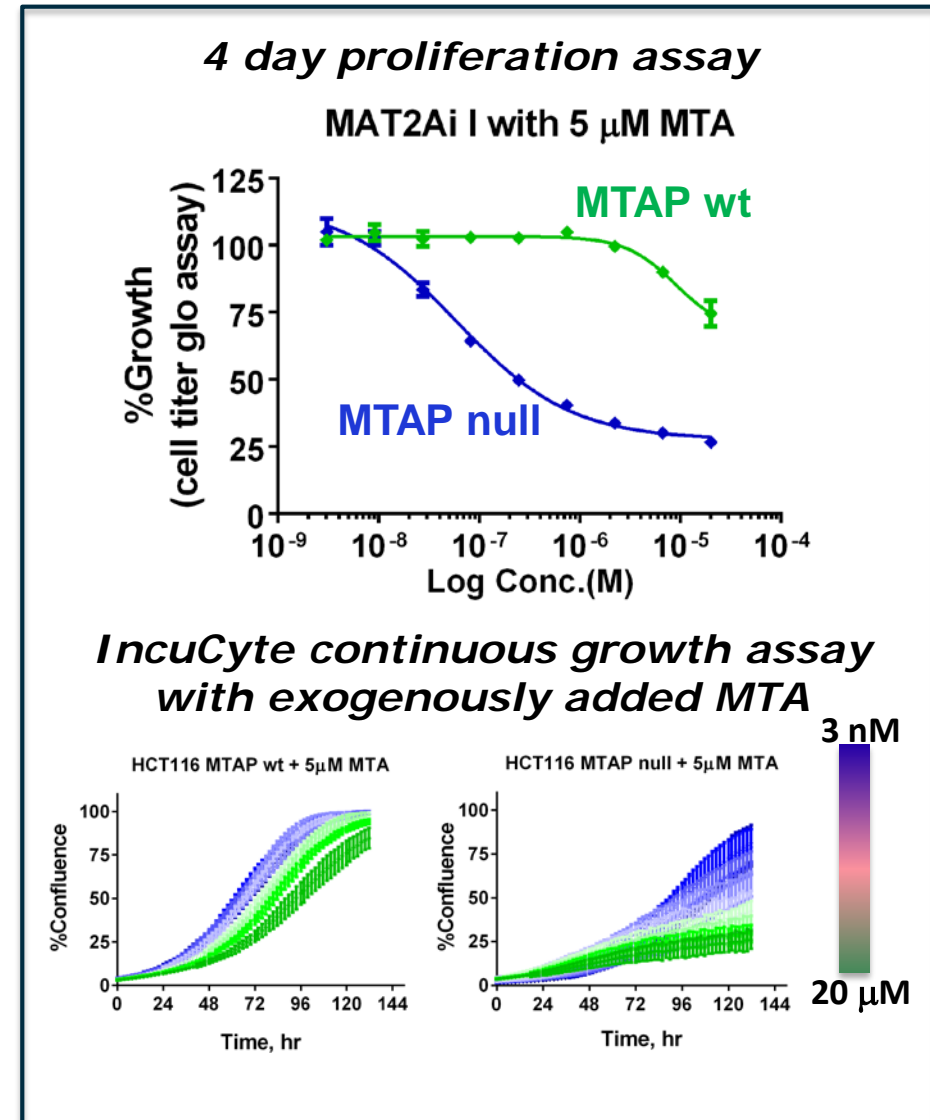 4 day proliferation assay
MAT2Ai I with 5 μM MTA
%Growth
(cell titer glo assay)
125
100
75
50
25
0
MTAP wt
MTAP null
10⁻⁹ 10⁻⁸ 10⁻⁷ 10⁻⁶ 10⁻⁵ 10⁻⁴
Log Conc.(M)
IncuCyte continuous growth assay
with exogenously added MTA
HCT116 MTAP wt + 5μM MTA
%Confluence
100
75
50
25
0
0 24 48 72 96 120 144
Time, hr
HCT116 MTAP null + 5μM MTA
%Confluence
100
75
50
25
0
0 24 48 72 96 120 144
Time, hr
3 nM
20 μM